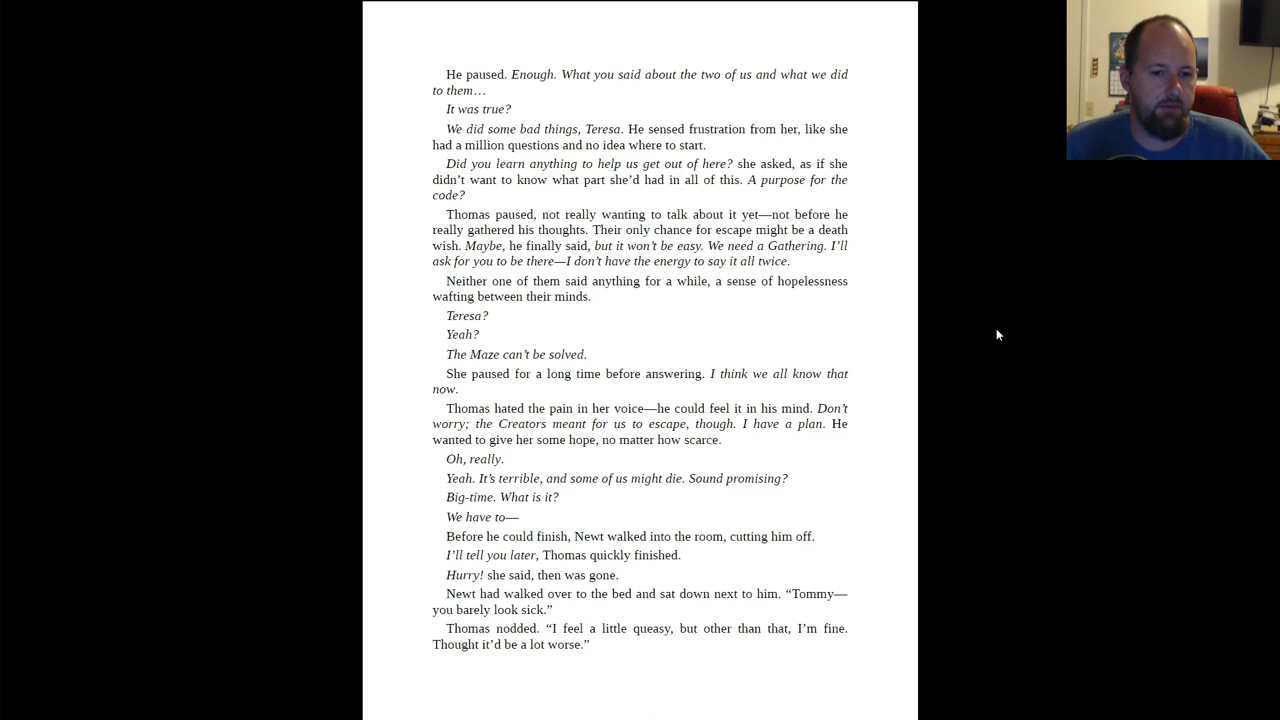 He paused. Enough. What you said about the two of us and what we did
to them…
It was true?
We did some bad things, Teresa. He sensed frustration from her, like she
had a million questions and no idea where to start.
Did you learn anything to help us get out of here? she asked, as if she
didn’t want to know what part she’d had in all of this. A purpose for the
code?
Thomas paused, not really wanting to talk about it yet—not before he
really gathered his thoughts. Their only chance for escape might be a death
wish. Maybe, he finally said, but it won’t be easy. We need a Gathering. I’ll
ask for you to be there—I don’t have the energy to say it all twice.
Neither one of them said anything for a while, a sense of hopelessness
wafting between their minds.
Teresa?
Yeah?
The Maze can’t be solved.
She paused for a long time before answering. I think we all know that
now.
Thomas hated the pain in her voice—he could feel it in his mind. Don’t
worry; the Creators meant for us to escape, though. I have a plan. He
wanted to give her some hope, no matter how scarce.
Oh, really.
Yeah. It’s terrible, and some of us might die. Sound promising?
Big-time. What is it?
We have to—
Before he could finish, Newt walked into the room, cutting him off.
I’ll tell you later, Thomas quickly finished.
Hurry! she said, then was gone.
Newt had walked over to the bed and sat down next to him. “Tommy—
you barely look sick.”
Thomas nodded. “I feel a little queasy, but other than that, I’m fine.
Thought it’d be a lot worse.”